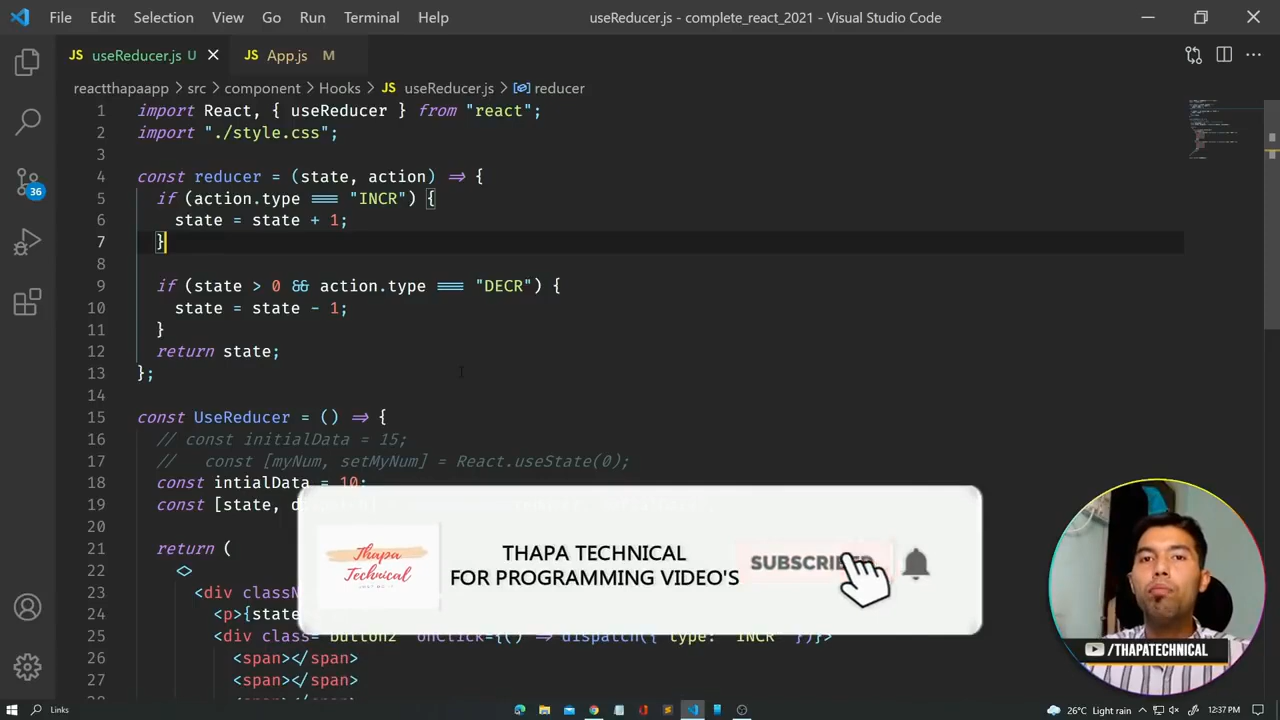 File Edit Selection View Go Run Terminal Help
useReducer.js - complete_react_2021 - Visual Studio Code
JS useReducer.js U
JS App.js M
reactthapaapp > src > component > Hooks > JS useReducer.js > reducer
1 import React, { useReducer } from "react";
2 import "./style.css";
3
4 const reducer = (state, action) => {
5 if (action.type === "INCR") {
6 state = state + 1;
7 }
8
9 if (state > 0 && action.type === "DECR") {
10 state = state - 1;
11 }
12 return state;
13 };
14
15 const UseReducer = () => {
16 // const initialData = 15;
17 //   const [myNum, setMyNum] = React.useState(0);
18 const intialData = 10;
19 const [state,
20
21 return (
22 <>
23 <div
24 <p>{state
25 <div class="button2" onClick={() => dispatch({ type: "INCR" })}>
26 <span></span>
27 <span></span>
36
Thapa
Technical
THAPA TECHNICAL
FOR PROGRAMMING VIDEO'S
/THAPATECHNICAL
Links
26°C Light rain
12:37 PM